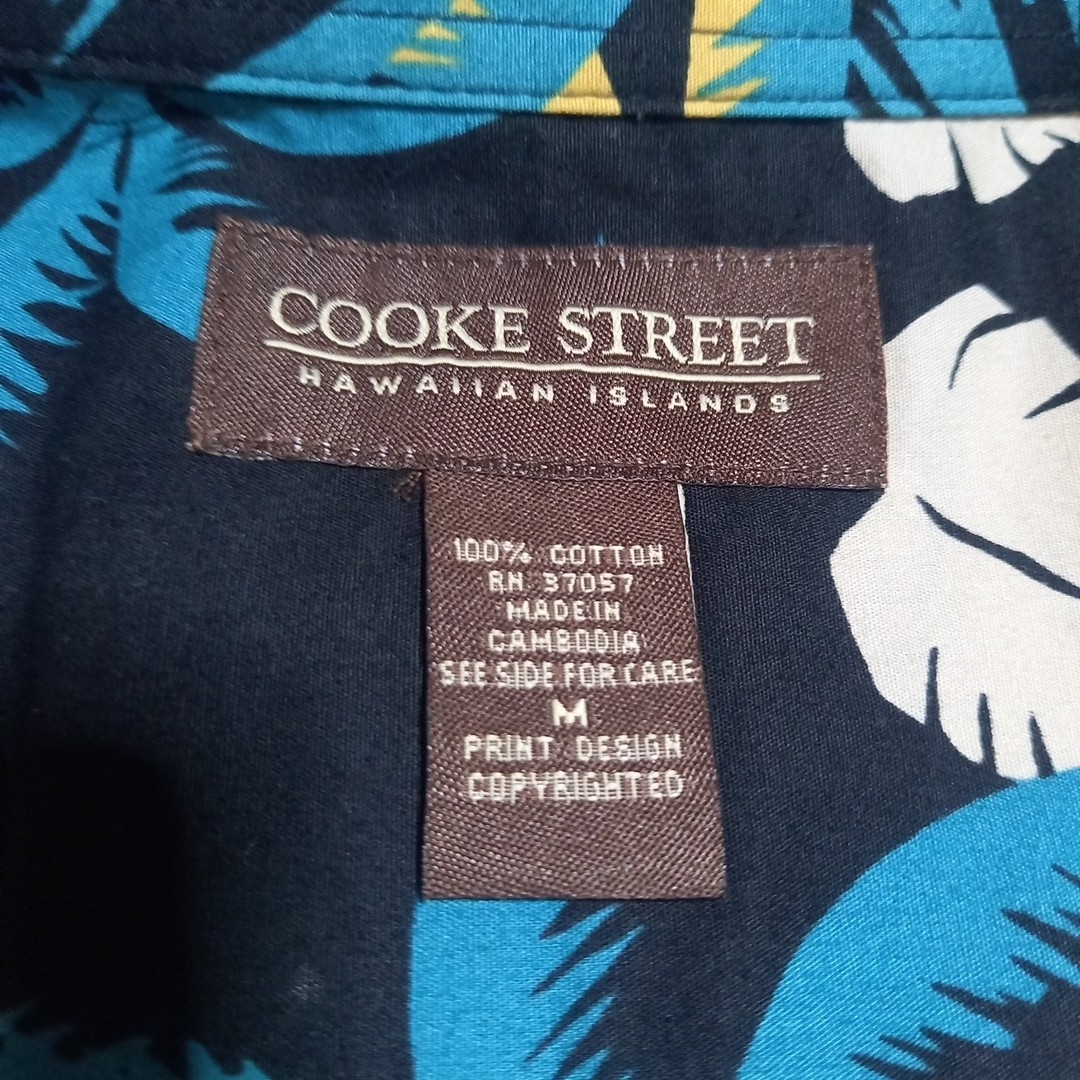 COOKE STREET
HAWAIIAN ISLANDS
100% COTTON
RN 37057
MADE IN
CAMBODIA
SEE SIDE FOR CARE
M
PRINT DESIGN
COPYRIGHTED